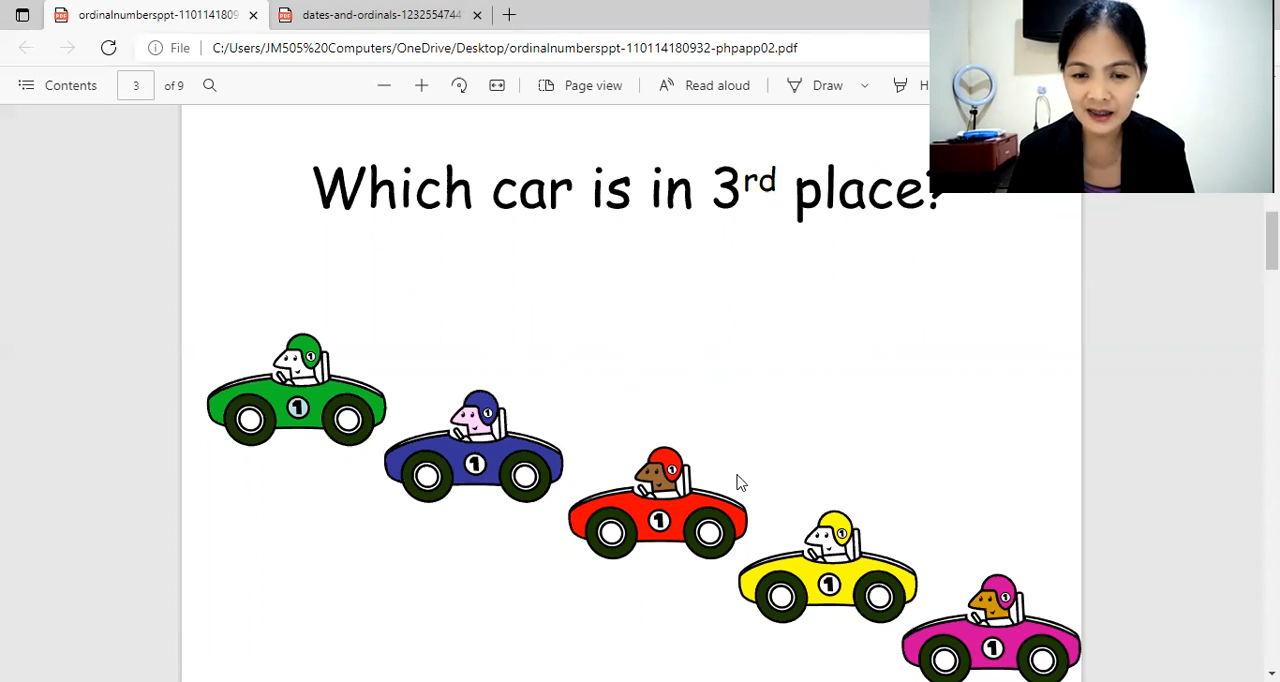 ordinalnumbersppt-1101141809
dates-and-ordinals-1232554744
File C:/Users/JM505%20Computers/OneDrive/Desktop/ordinalnumbersppt-110114180932-phpapp02.pdf
Contents 3 of 9 Page view Read aloud Draw H
Which car is in 3rd place?
1
1
1
1
1
1
1
1
1
1